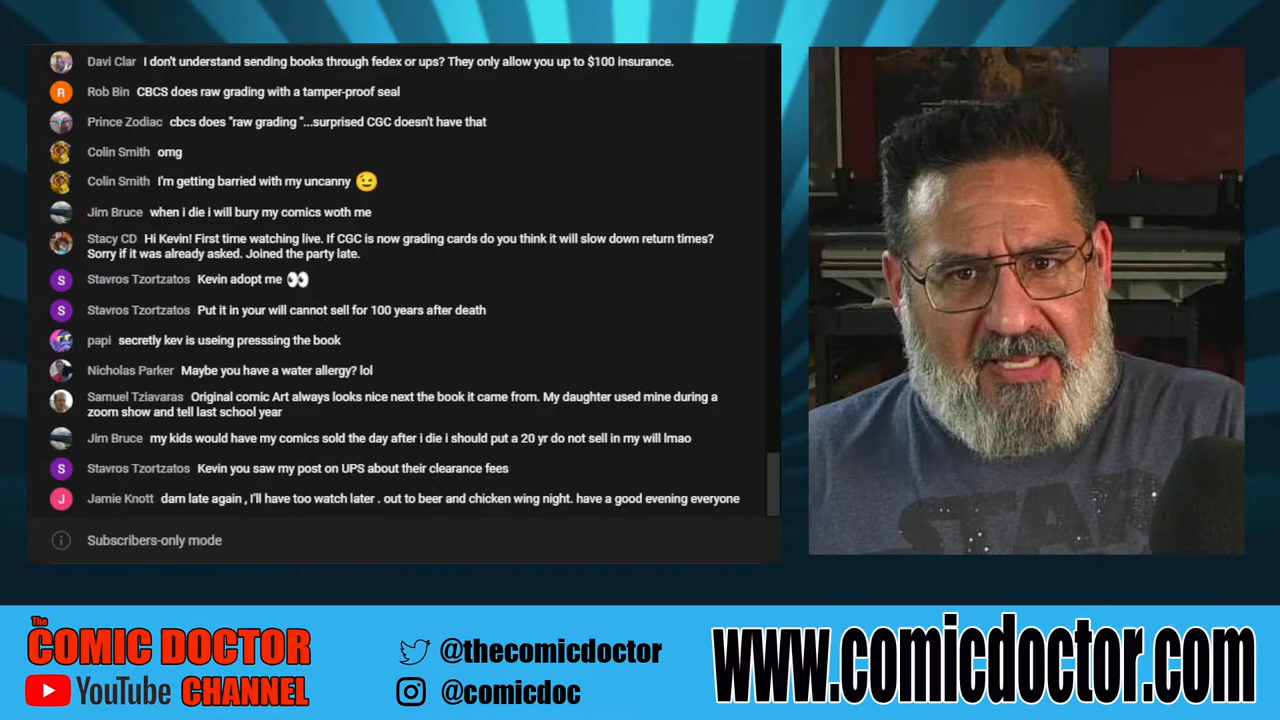 Davi Clar I don't understand sending books through fedex or ups? They only allow you up to $100 insurance.
R Rob Bin CBCS does raw grading with a tamper-proof seal
Prince Zodiac cbcs does "raw grading "...surprised CGC doesn't have that
Colin Smith omg
Colin Smith I'm getting barried with my uncanny 😉
Jim Bruce when i die i will bury my comics woth me
Stacy CD Hi Kevin! First time watching live. If CGC is now grading cards do you think it will slow down return times?
Sorry if it was already asked. Joined the party late.
S Stavros Tzortzatos Kevin adopt me 👀
S Stavros Tzortzatos Put it in your will cannot sell for 100 years after death
papi secretly kev is useing presssing the book
Nicholas Parker Maybe you have a water allergy? lol
Samuel Tziavaras Original comic Art always looks nice next the book it came from. My daughter used mine during a
zoom show and tell last school year
Jim Bruce my kids would have my comics sold the day after i die i should put a 20 yr do not sell in my will lmao
S Stavros Tzortzatos Kevin you saw my post on UPS about their clearance fees
J Jamie Knott dam late again , I'll have too watch later . out to beer and chicken wing night. have a good evening everyone
Subscribers-only mode
STAR
The
COMIC DOCTOR
YouTube CHANNEL
@thecomicdoctor
@comicdoc
www.comicdoctor.com